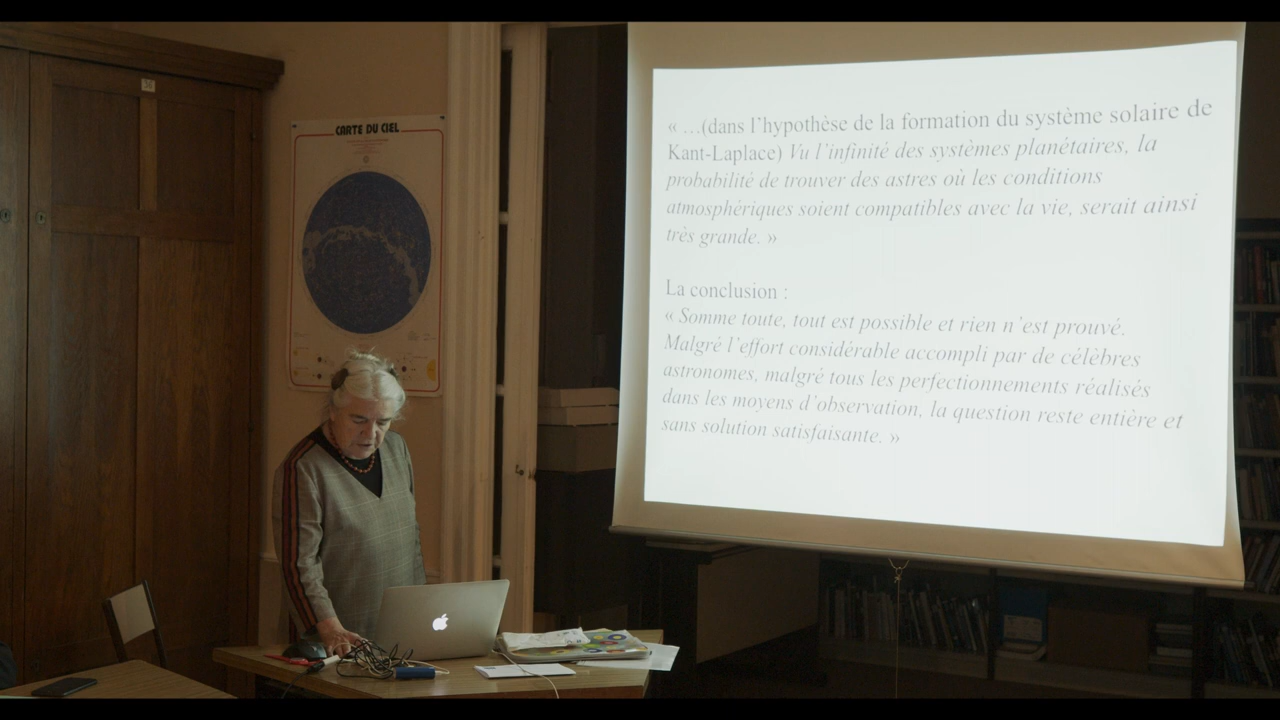 36
CARTE DU CIEL
« …(dans l’hypothèse de la formation du système solaire de
Kant-Laplace) Vu l’infinité des systèmes planétaires, la
probabilité de trouver des astres où les conditions
atmosphériques soient compatibles avec la vie, serait ainsi
très grande. »
La conclusion :
« Somme toute, tout est possible et rien n’est prouvé.
Malgré l’effort considérable accompli par de célèbres
astronomes, malgré tous les perfectionnements réalisés
dans les moyens d’observation, la question reste entière et
sans solution satisfaisante. »